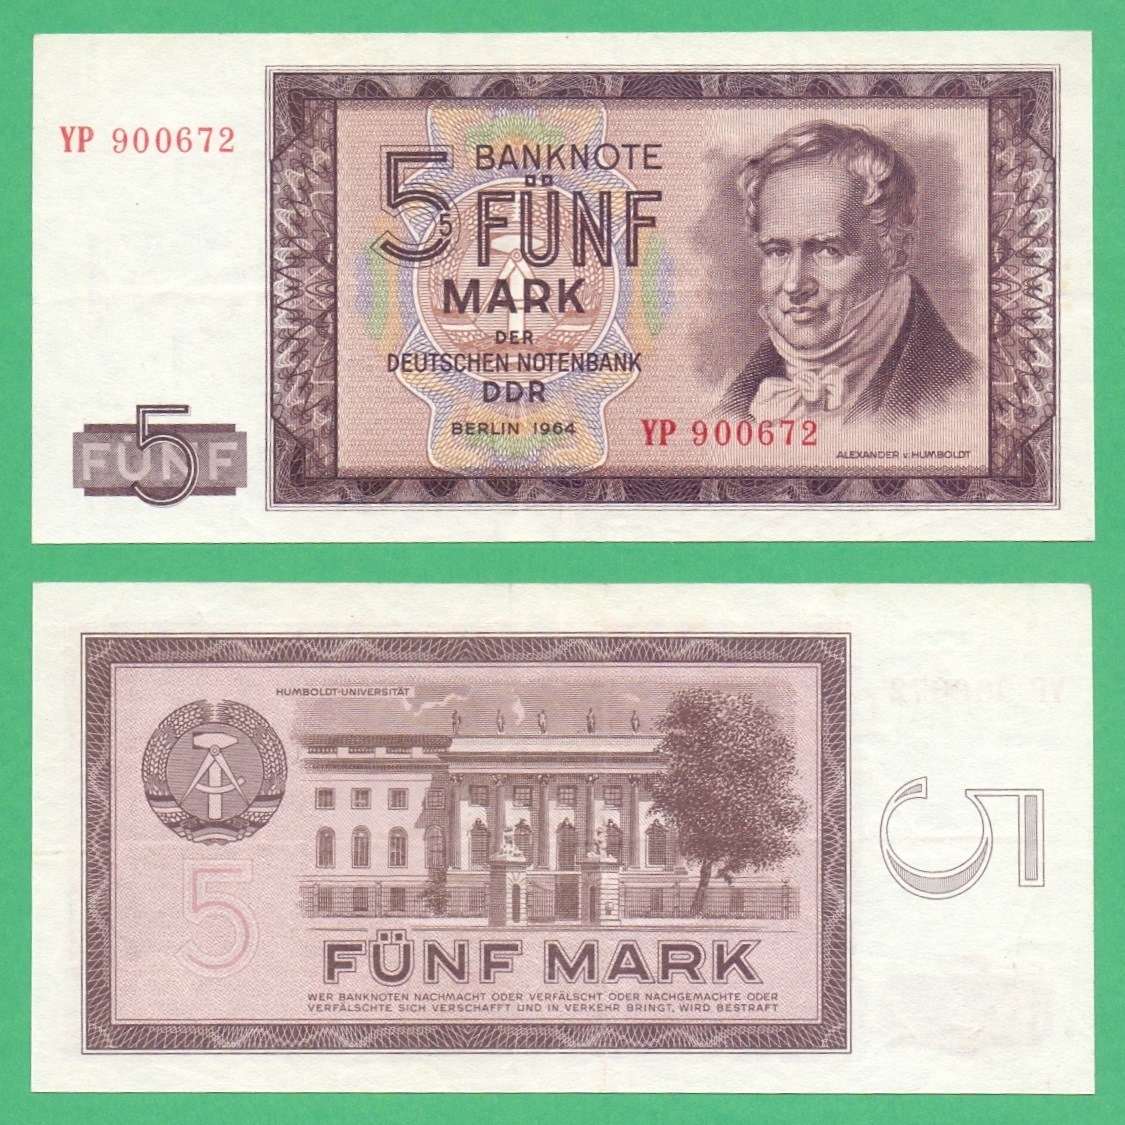 YP 900672
5 BANKNOTE
5 FÜNF
MARK
DER
DEUTSCHEN NOTENBANK
DDR
BERLIN 1964
YP 900672
ALEXANDER v. HUMBOLDT
FÜNF
5
HUMBOLDT-UNIVERSITÄT
5
5
FÜNF MARK
WER BANKNOTEN NACHMACHT ODER VERFÄLSCHT ODER NACHGEMACHTE ODER
VERFÄLSCHTE SICH VERSCHAFFT UND IN VERKEHR BRINGT, WIRD BESTRAFT